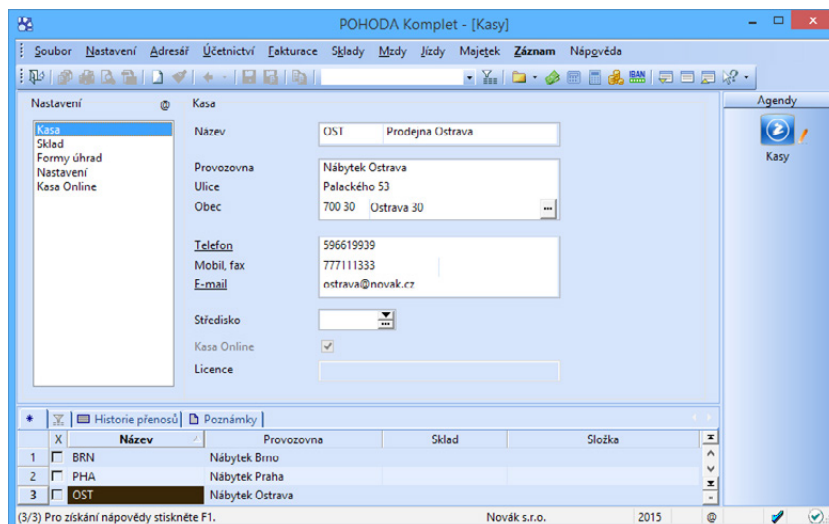 POHODA Komplet - [Kasy]
Soubor Nastavení Adresář Účetnictví Fakturace Sklady Mzdy Jízdy Majetek Záznam Nápověda
IBAN
Nastavení @
Kasa
Sklad
Formy úhrad
Nastavení
Kasa Online
Kasa
Název OST Prodejna Ostrava
Provozovna Nábytek Ostrava
Ulice Palackého 53
Obec 700 30 Ostrava 30 ...
Telefon 596619939
Mobil, fax 777111333
E-mail ostrava@novak.cz
Středisko
Kasa Online
Licence
Agendy
Kasy
Historie přenosů Poznámky
X Název Provozovna Sklad Složka
1 BRN Nábytek Brno
2 PHA Nábytek Praha
3 OST Nábytek Ostrava
(3/3) Pro získání nápovědy stiskněte F1. Novák s.r.o. 2015 @